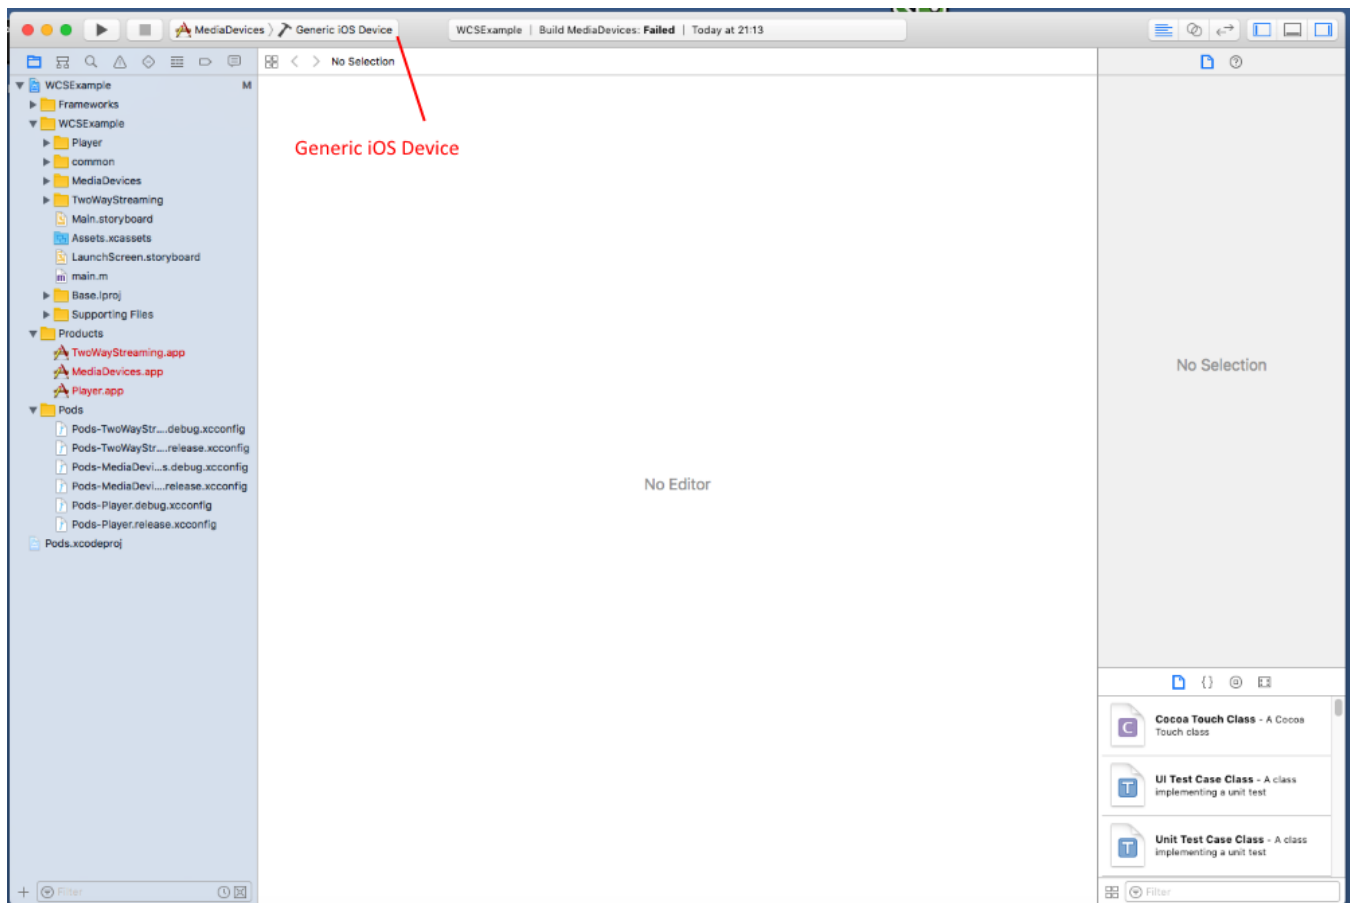 MediaDevices 〉 Generic iOS Device
WCSExample | Build MediaDevices: Failed | Today at 21:13
No Selection
WCSExample M
Frameworks
WCSExample
Player
common
MediaDevices
TwoWayStreaming
Main.storyboard
Assets.xcassets
LaunchScreen.storyboard
main.m
Base.lproj
Supporting Files
Products
TwoWayStreaming.app
MediaDevices.app
Player.app
Pods
Pods-TwoWayStr....debug.xcconfig
Pods-TwoWayStr....release.xcconfig
Pods-MediaDevi...s.debug.xcconfig
Pods-MediaDevi....release.xcconfig
Pods-Player.debug.xcconfig
Pods-Player.release.xcconfig
Pods.xcodeproj
Filter
Generic iOS Device
No Editor
No Selection
Cocoa Touch Class - A Cocoa
Touch class
UI Test Case Class - A class
implementing a unit test
Unit Test Case Class - A class
implementing a unit test
Filter